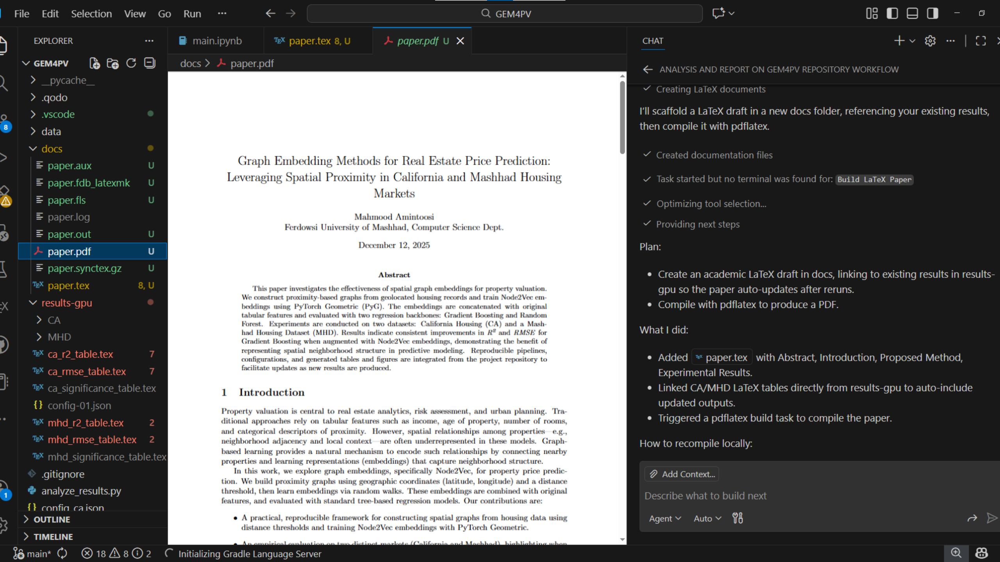 File Edit Selection View Go Run ···
GEM4PV
EXPLORER
GEM4PV
__pycache__
.qodo
.vscode
data
docs
paper.aux U
paper.fdb_latexmk U
paper.fls U
paper.log
paper.out U
paper.pdf U
paper.synctex.gz U
paper.tex 8, U
results-gpu
CA
MHD
ca_r2_table.tex 7
ca_rmse_table.tex 7
ca_significance_table.tex
config-01.json
mhd_r2_table.tex 2
mhd_rmse_table.tex 2
mhd_significance_table.tex
.gitignore
analyze_results.py
config_ca.json
OUTLINE
TIMELINE
8
1
main.ipynb
paper.tex 8, U
paper.pdf U
docs > paper.pdf
Graph Embedding Methods for Real Estate Price Prediction:
Leveraging Spatial Proximity in California and Mashhad Housing
Markets
Mahmood Amintoosi
Ferdowsi University of Mashhad, Computer Science Dept.
December 12, 2025
Abstract
This paper investigates the effectiveness of spatial graph embeddings for property valuation.
We construct proximity-based graphs from geolocated housing records and train Node2Vec em-
beddings using PyTorch Geometric (PyG). The embeddings are concatenated with original
tabular features and evaluated with two regression backbones: Gradient Boosting and Random
Forest. Experiments are conducted on two datasets: California Housing (CA) and a Mash-
had Housing Dataset (MHD). Results indicate consistent improvements in R² and RMSE for
Gradient Boosting when augmented with Node2Vec embeddings, demonstrating the benefit of
representing spatial neighborhood structure in predictive modeling. Reproducible pipelines,
configurations, and generated tables and figures are integrated from the project repository to
facilitate updates as new results are produced.
1 Introduction
Property valuation is central to real estate analytics, risk assessment, and urban planning. Tra-
ditional approaches rely on tabular features such as income, age of property, number of rooms,
and categorical descriptors of proximity. However, spatial relationships among properties—e.g.,
neighborhood adjacency and local context—are often underrepresented in these models. Graph-
based learning provides a natural mechanism to encode such relationships by connecting nearby
properties and learning representations (embeddings) that capture neighborhood structure.
In this work, we explore graph embeddings, specifically Node2Vec, for property price predic-
tion. We build proximity graphs using geographic coordinates (latitude, longitude) and a distance
threshold, then learn embeddings via random walks. These embeddings are combined with original
features, and evaluated with standard tree-based regression models. Our contributions are:
• A practical, reproducible framework for constructing spatial graphs from housing data using
distance thresholds and training Node2Vec embeddings with PyTorch Geometric.
• An empirical evaluation on two distinct markets (California and Mashhad), highlighting when
CHAT
ANALYSIS AND REPORT ON GEM4PV REPOSITORY WORKFLOW
Creating LaTeX documents
I'll scaffold a LaTeX draft in a new docs folder, referencing your existing results,
then compile it with pdflatex.
Created documentation files
Task started but no terminal was found for: Build LaTeX Paper
Optimizing tool selection...
Providing next steps
Plan:
• Create an academic LaTeX draft in docs, linking to existing results in results-
gpu so the paper auto-updates after reruns.
• Compile with pdflatex to produce a PDF.
What I did:
• Added paper.tex with Abstract, Introduction, Proposed Method,
Experimental Results.
• Linked CA/MHD LaTeX tables directly from results-gpu to auto-include
updated outputs.
• Triggered a pdflatex build task to compile the paper.
How to recompile locally:
Add Context...
Describe what to build next
Agent Auto
main* 18 8 2 Initializing Gradle Language Server